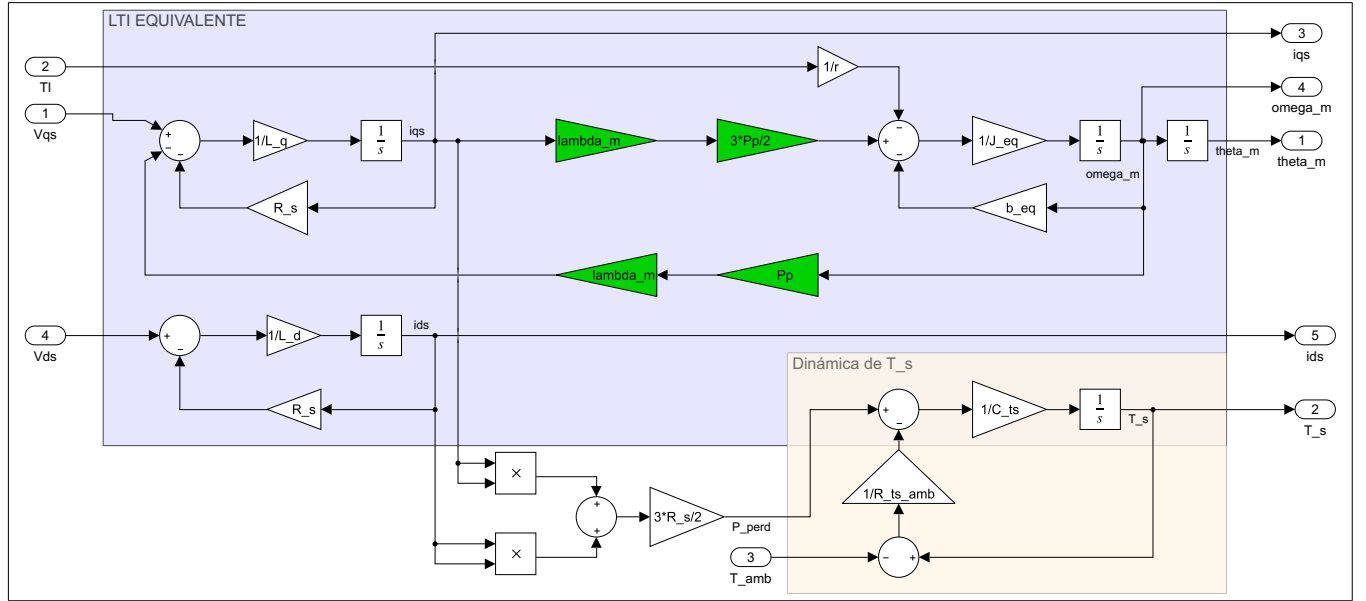 LTI EQUIVALENTE
3
iqs
2
Tl
1/r
4
omega_m
1
Vqs
+
−
−
1/L_q
1
s
iqs
lambda_m
3*Pp/2
−
+
−
1/J_eq
1
s
omega_m
1
s
theta_m
1
theta_m
R_s
b_eq
lambda_m
Pp
4
Vds
+
−
1/L_d
1
s
ids
5
ids
Dinámica de T_s
R_s
+
−
1/C_ts
1
s
T_s
2
T_s
×
1/R_ts_amb
+
+
3*R_s/2
P_perd
×
3
T_amb
−
+